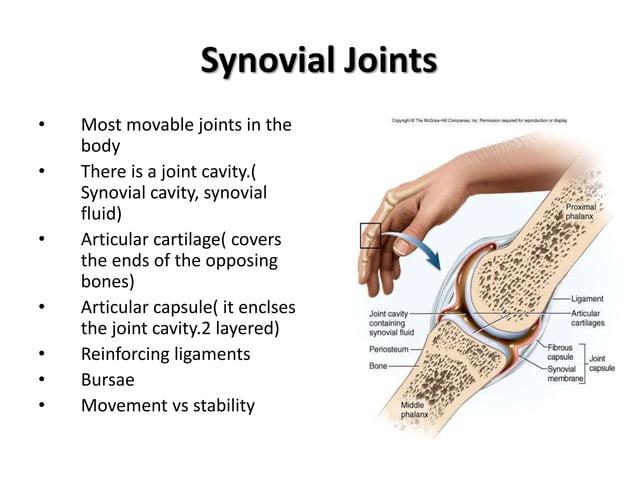 Synovial Joints
• Most movable joints in the
body
• There is a joint cavity.(
Synovial cavity, synovial
fluid)
• Articular cartilage( covers
the ends of the opposing
bones)
• Articular capsule( it enclses
the joint cavity.2 layered)
• Reinforcing ligaments
• Bursae
• Movement vs stability
Copyright © The McGraw-Hill Companies, Inc. Permission required for reproduction or display
Proximal
phalanx
Ligament
Articular
cartilages
Joint cavity
containing
synovial fluid
Periosteum
Bone
Fibrous
capsule
Synovial
membrane
Joint
capsule
Middle
phalanx